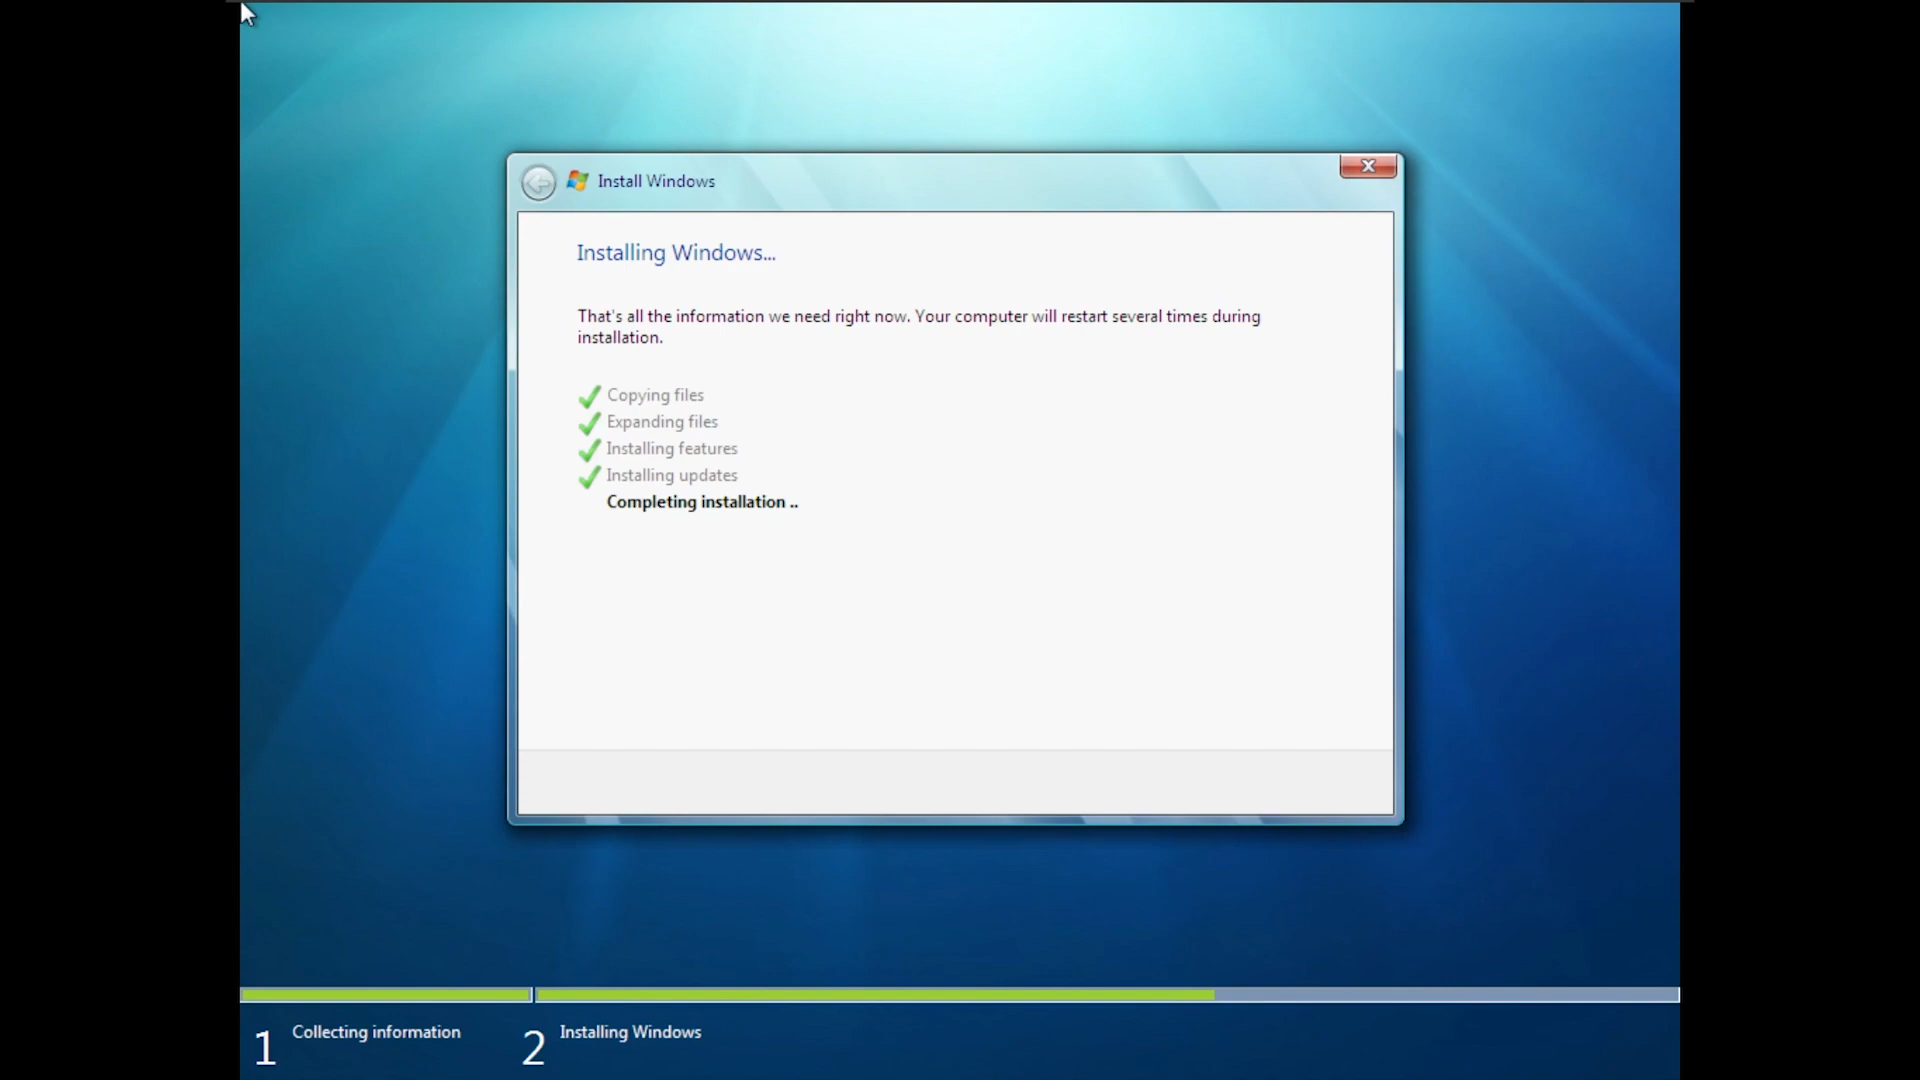 Install Windows
Installing Windows...
That's all the information we need right now. Your computer will restart several times during
installation.
Copying files
Expanding files
Installing features
Installing updates
Completing installation ..
1 Collecting information
2 Installing Windows